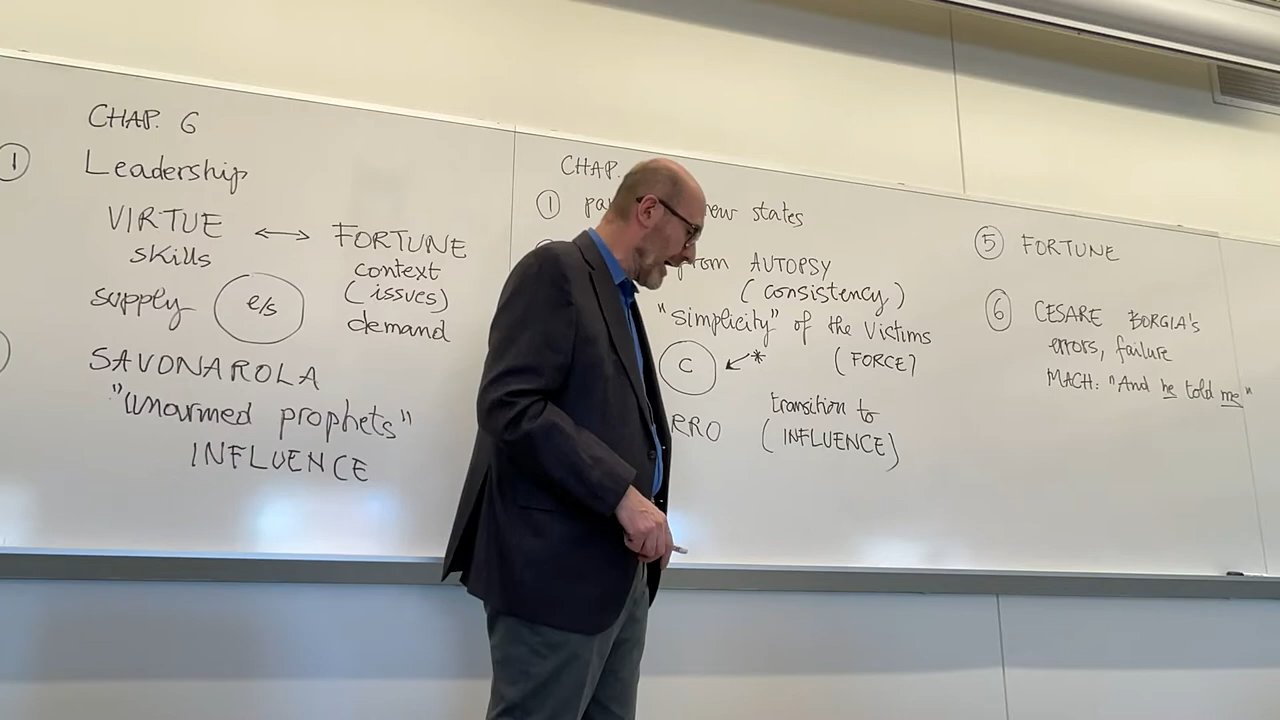 CHAP. 6
① Leadership
VIRTUE ↔ FORTUNE
skills
context
(issues)
supply
e/s
demand
SAVONAROLA
"unarmed prophets"
INFLUENCE
CHAP.
① new states
from AUTOPSY
(consistency)
"simplicity" of the Victims
(FORCE)
C ↙ *
transition to
(INFLUENCE)
⑤ FORTUNE
⑥ CESARE BORGIA's
errors, failure
MACH: "And he told me"